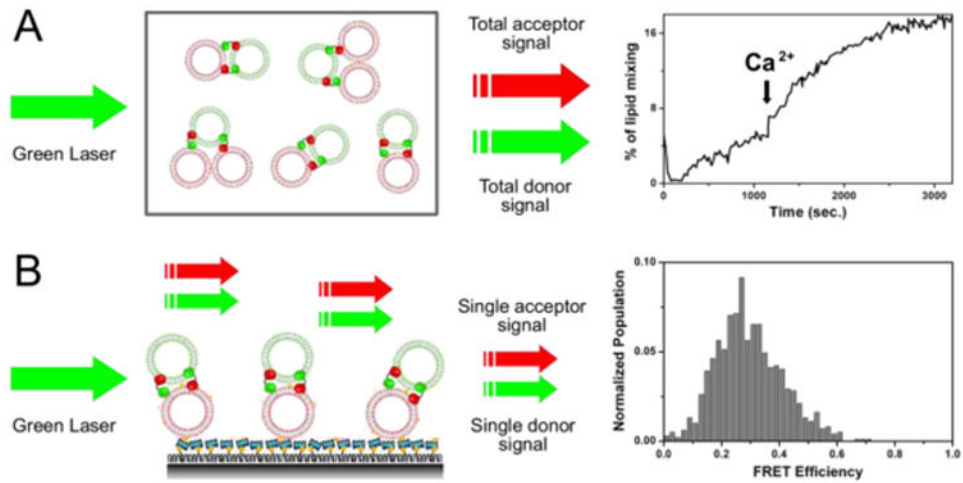 A
Green Laser
Total acceptor
signal
Total donor
signal
% of lipid mixing
16
8
0
Ca2+
0
1000
2000
3000
Time (sec.)
B
Green Laser
Single acceptor
signal
Single donor
signal
Normalized Population
0.10
0.05
0.00
0.0
0.2
0.4
0.6
0.8
1.0
FRET Efficiency